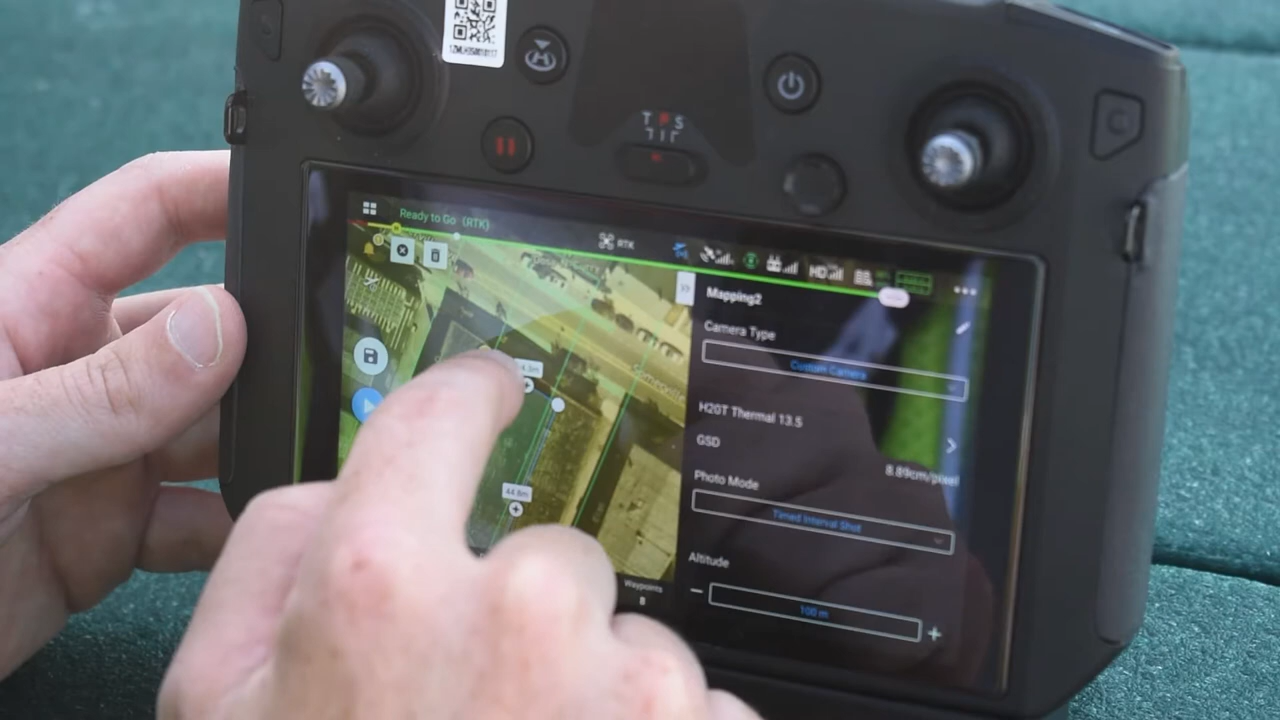 T F S
Ready to Go (RTK)
RTK
HD
Mapping2
Camera Type
Custom Camera
H20T Thermal 13.5
GSD
8.89cm/pixel
Photo Mode
Timed Interval Shot
Altitude
100 m
44.6m
Waypoints
8